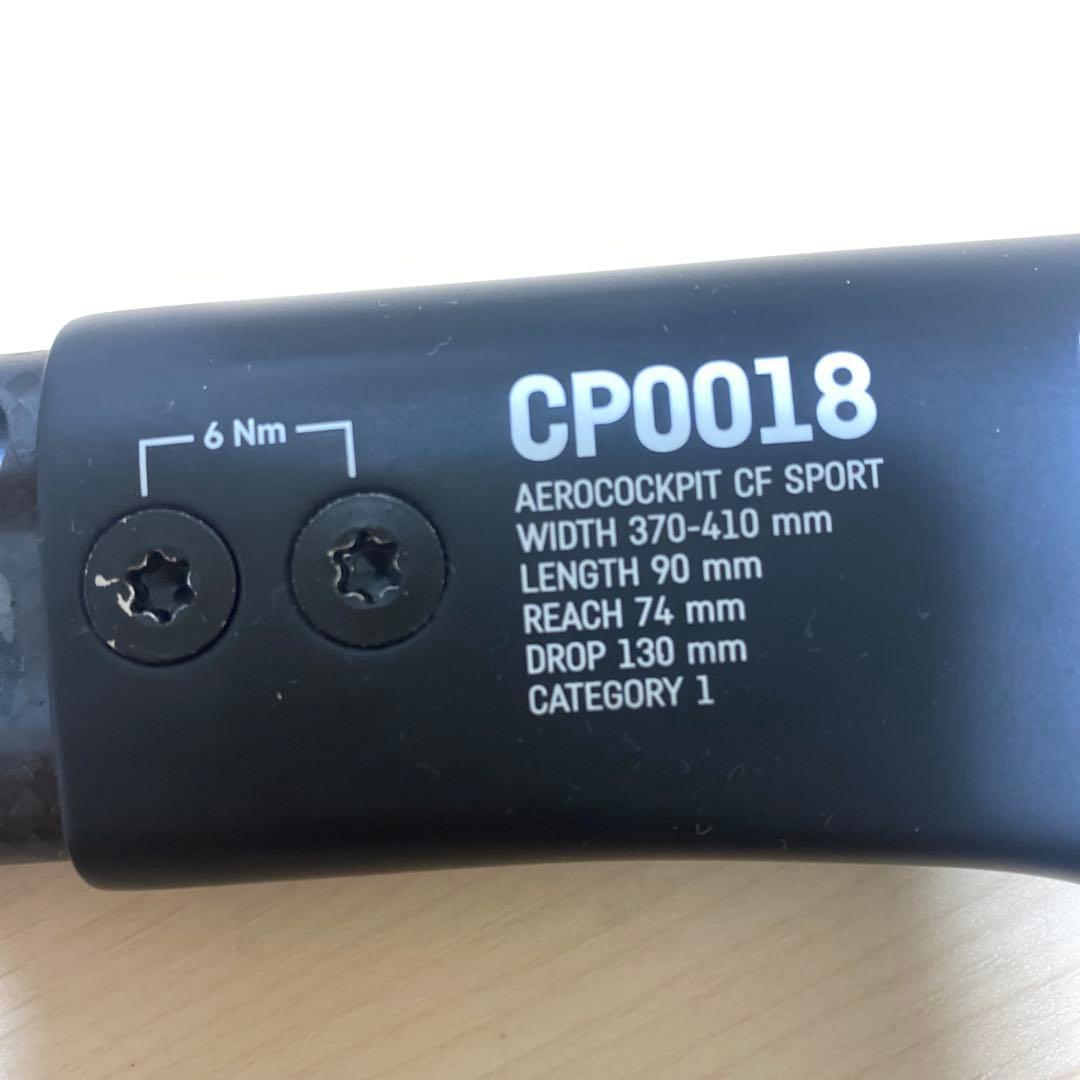 6 Nm
CP0018
AEROCOCKPIT CF SPORT
WIDTH 370-410 mm
LENGTH 90 mm
REACH 74 mm
DROP 130 mm
CATEGORY 1